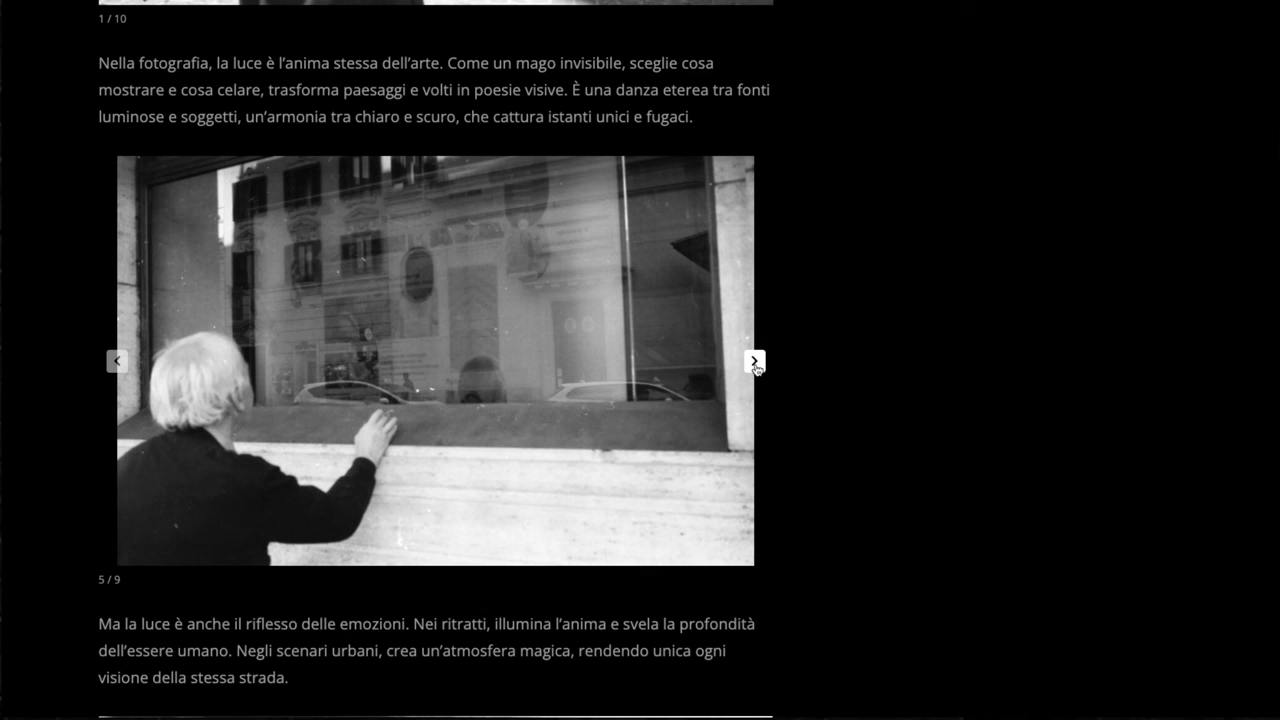 1 / 10
Nella fotografia, la luce è l’anima stessa dell’arte. Come un mago invisibile, sceglie cosa
mostrare e cosa celare, trasforma paesaggi e volti in poesie visive. È una danza eterea tra fonti
luminose e soggetti, un’armonia tra chiaro e scuro, che cattura istanti unici e fugaci.
5 / 9
Ma la luce è anche il riflesso delle emozioni. Nei ritratti, illumina l’anima e svela la profondità
dell’essere umano. Negli scenari urbani, crea un’atmosfera magica, rendendo unica ogni
visione della stessa strada.